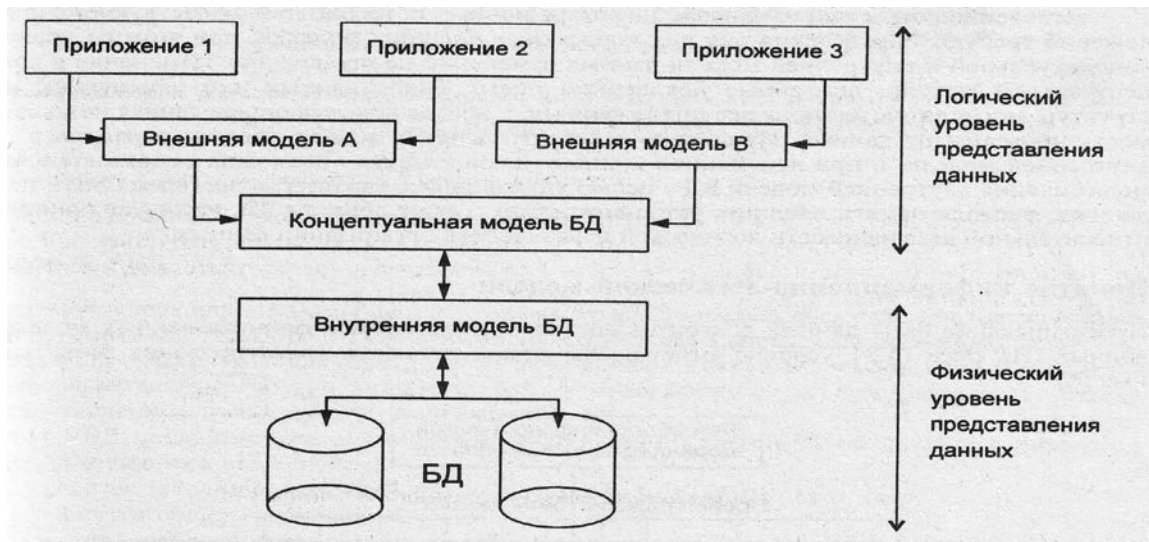 Приложение 1
Приложение 2
Приложение 3
Внешняя модель А
Внешняя модель В
Логический
уровень
представления
данных
Концептуальная модель БД
Внутренняя модель БД
Физический
уровень
представления
данных
БД